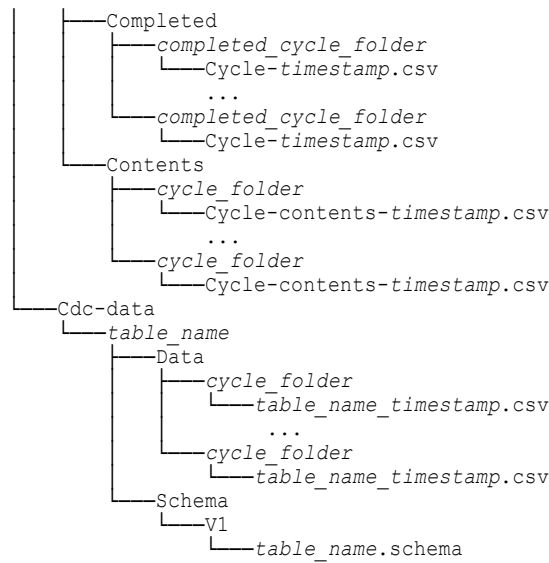 Completed
completed_cycle_folder
Cycle-timestamp.csv
...
completed_cycle_folder
Cycle-timestamp.csv
Contents
cycle_folder
Cycle-contents-timestamp.csv
...
cycle_folder
Cycle-contents-timestamp.csv
Cdc-data
table_name
Data
cycle_folder
table_name_timestamp.csv
...
cycle_folder
table_name_timestamp.csv
Schema
V1
table_name.schema